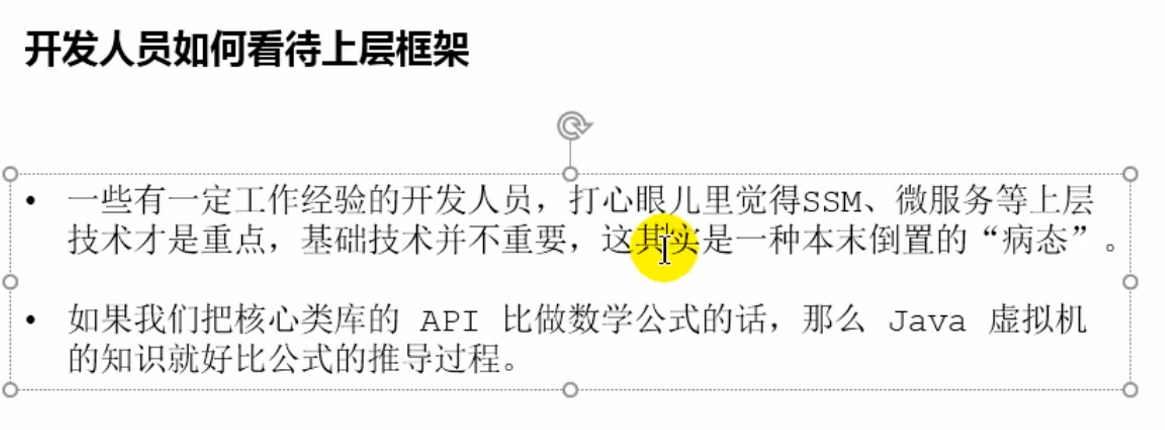 开发人员如何看待上层框架
• 一些有一定工作经验的开发人员，打心眼儿里觉得SSM、微服务等上层
技术才是重点，基础技术并不重要，这其实是一种本末倒置的“病态”。
• 如果我们把核心类库的 API 比做数学公式的话，那么 Java 虚拟机
的知识就好比公式的推导过程。